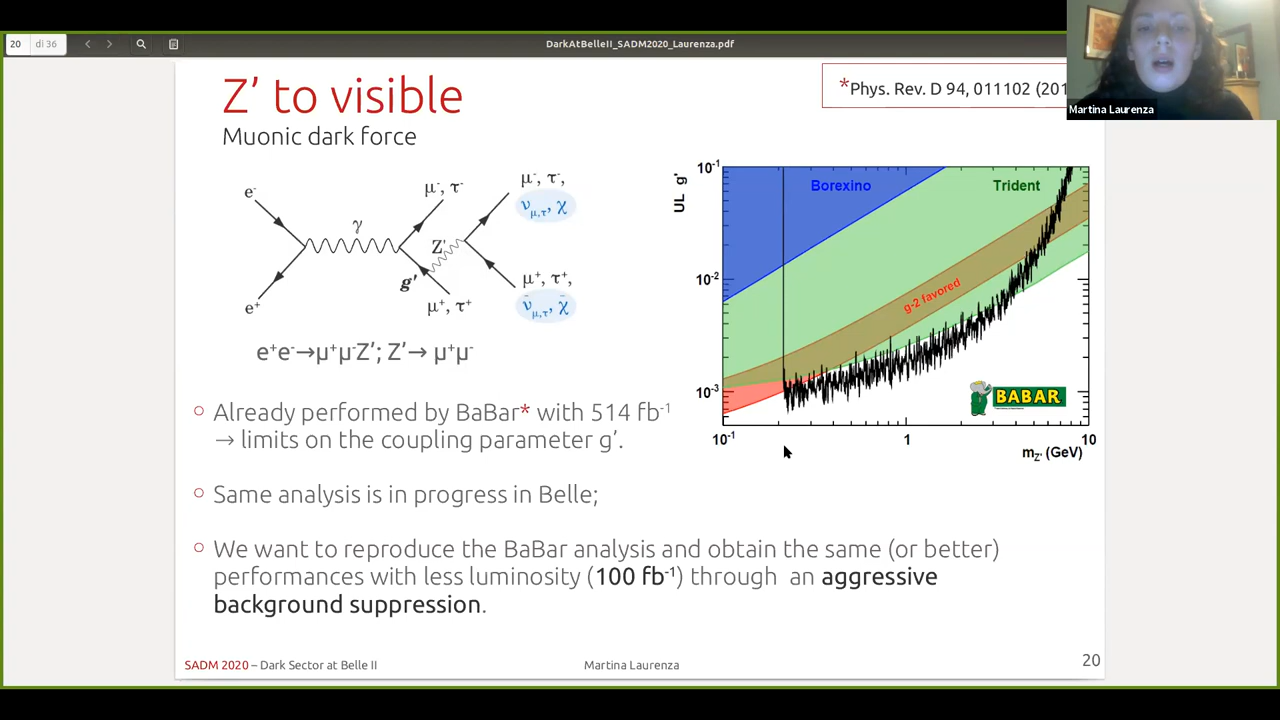 20 di 36
DarkAtBelleII_SADM2020_Laurenza.pdf
Z’ to visible
Muonic dark force
*Phys. Rev. D 94, 011102 (201
Martina Laurenza
e-
e+
γ
μ-, τ-
Z'
g'
μ+, τ+
μ-, τ-,
νμ,τ, χ
μ+, τ+,
ν̄μ,τ, χ̄
e⁺e⁻→μ⁺μ⁻Z’; Z’→ μ⁺μ⁻
UL g'
10⁻¹
10⁻²
10⁻³
Borexino
Trident
g-2 favored
BABAR
10⁻¹
1
10
mZ' (GeV)
○ Already performed by BaBar* with 514 fb⁻¹
→ limits on the coupling parameter g’.
○ Same analysis is in progress in Belle;
○ We want to reproduce the BaBar analysis and obtain the same (or better)
performances with less luminosity (100 fb⁻¹) through an aggressive
background suppression.
SADM 2020 – Dark Sector at Belle II
Martina Laurenza
20